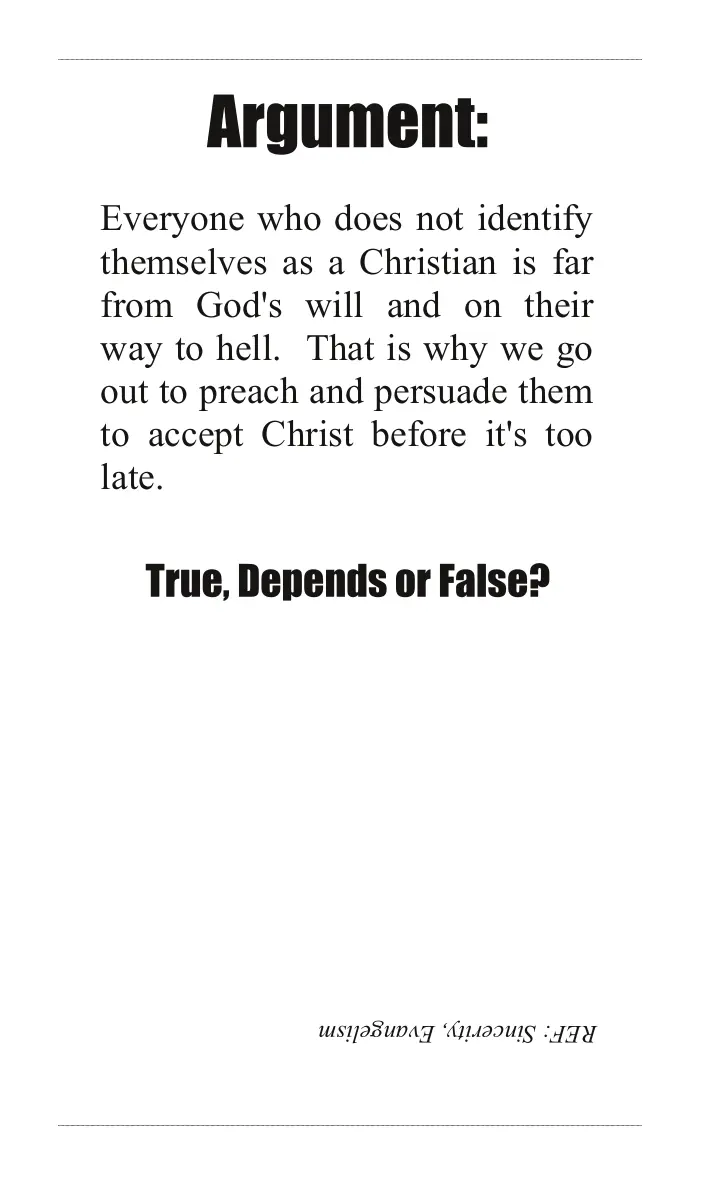 Argument:
Everyone who does not identify
themselves as a Christian is far
from God's will and on their
way to hell.  That is why we go
out to preach and persuade them
to accept Christ before it's too
late.
True, Depends or False?
REF: Sincerity, Evangelism